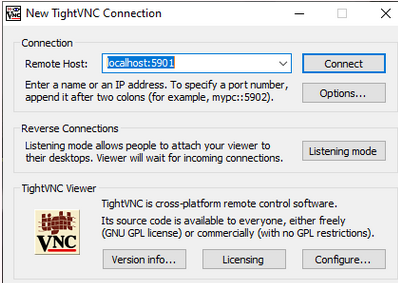 New TightVNC Connection
Connection
Remote Host:
localhost:5901
Connect
Enter a name or an IP address. To specify a port number,
append it after two colons (for example, mypc::5902).
Options...
Reverse Connections
Listening mode allows people to attach your viewer to
their desktops. Viewer will wait for incoming connections.
Listening mode
TightVNC Viewer
tight
VNC
TightVNC is cross-platform remote control software.
Its source code is available to everyone, either freely
(GNU GPL license) or commercially (with no GPL restrictions).
Version info...
Licensing
Configure...